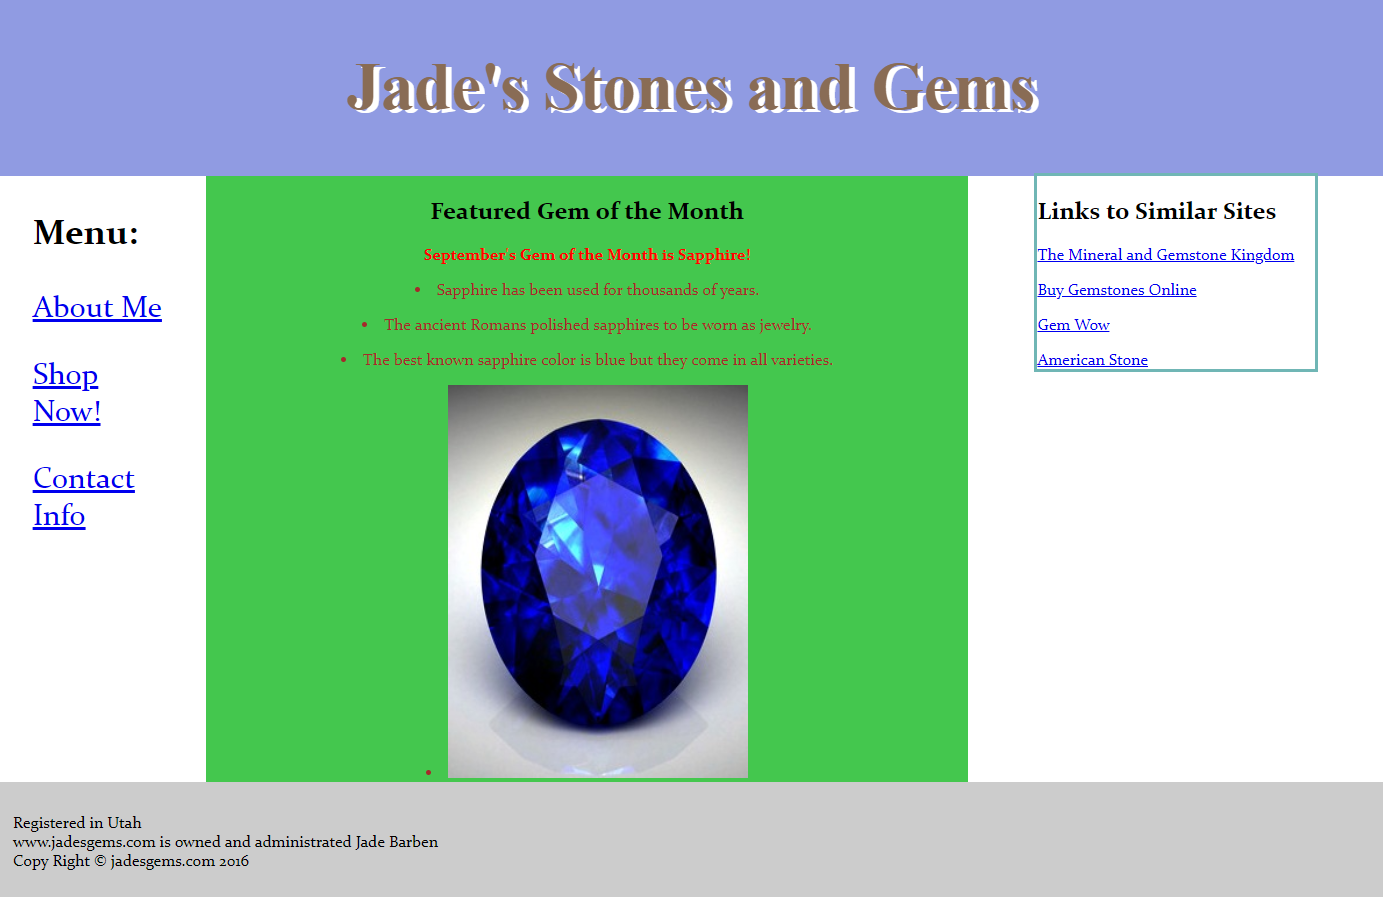 Jade's Stones and Gems
Menu:
About Me
Shop
Now!
Contact
Info
Featured Gem of the Month
September's Gem of the Month is Sapphire!
• Sapphire has been used for thousands of years.
• The ancient Romans polished sapphires to be worn as jewelry.
• The best known sapphire color is blue but they come in all varieties.
Links to Similar Sites
The Mineral and Gemstone Kingdom
Buy Gemstones Online
Gem Wow
American Stone
Registered in Utah
www.jadesgems.com is owned and administrated Jade Barben
Copy Right © jadesgems.com 2016